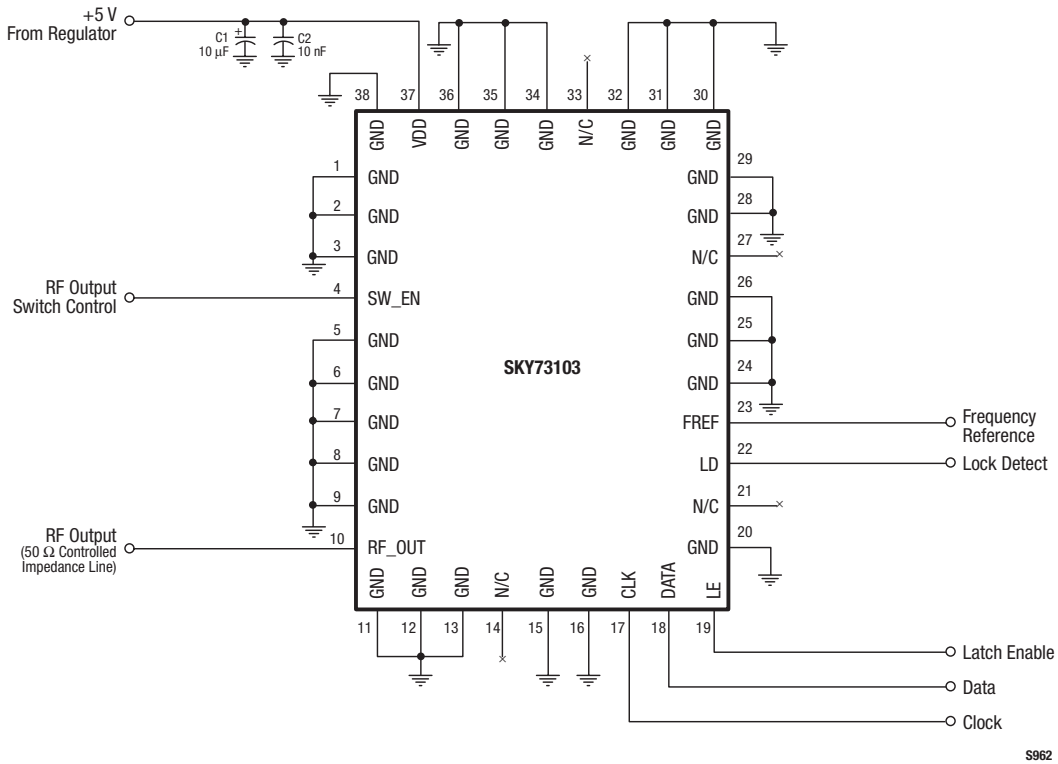 +5 V
From Regulator
C1
10 μF
+
C2
10 nF
38
37
36
35
34
33
32
31
30
GND
VDD
GND
GND
GND
N/C
GND
GND
GND
1
GND
2
GND
3
GND
RF Output
Switch Control
4
SW_EN
5
GND
6
GND
7
GND
8
GND
9
GND
RF Output
(50 Ω Controlled
Impedance Line)
10
RF_OUT
SKY73103
29
GND
28
GND
27
N/C
26
GND
25
GND
24
GND
23
FREF
Frequency
Reference
22
LD
Lock Detect
21
N/C
20
GND
GND
GND
GND
N/C
GND
GND
CLK
DATA
LE
11
12
13
14
15
16
17
18
19
Latch Enable
Data
Clock
S962